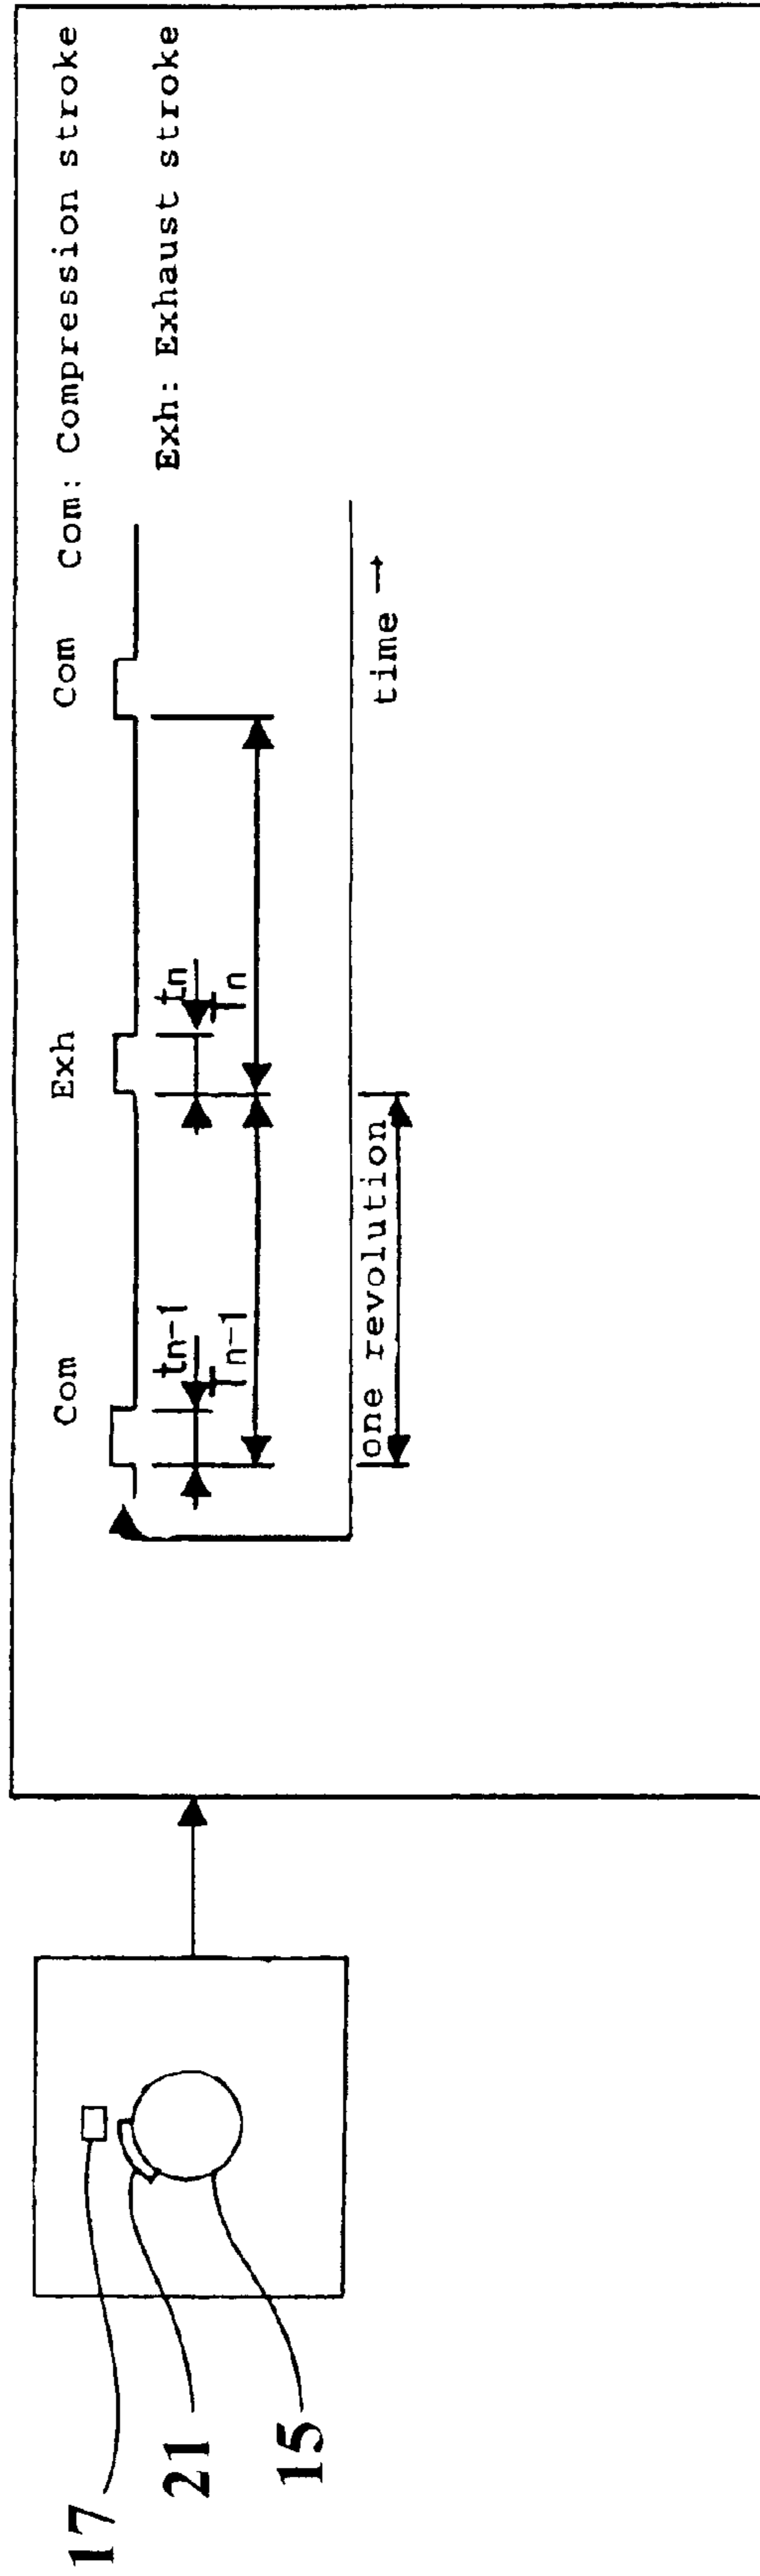 Com Exh Com Com: Compression stroke
Exh: Exhaust stroke
tn-1 tn
Tn-1 Tn
one revolution time →
17
21
15